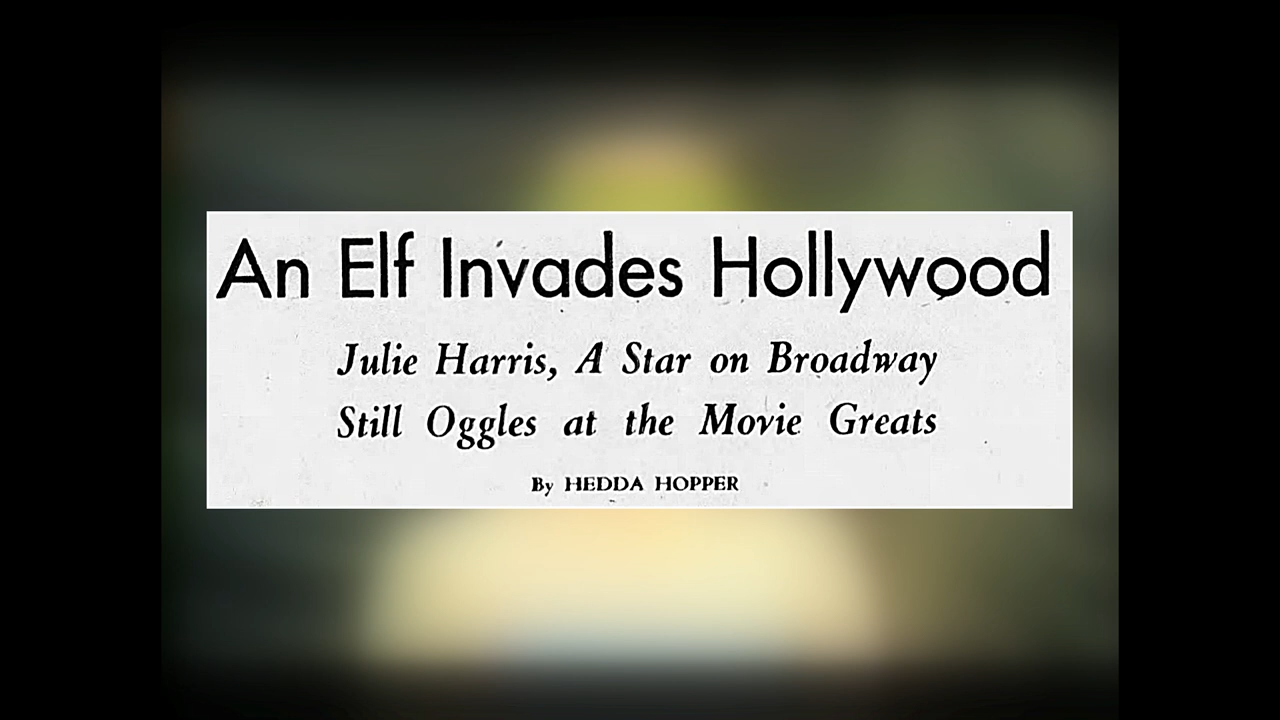 An Elf Invades Hollywood
Julie Harris, A Star on Broadway
Still Oggles at the Movie Greats
By HEDDA HOPPER